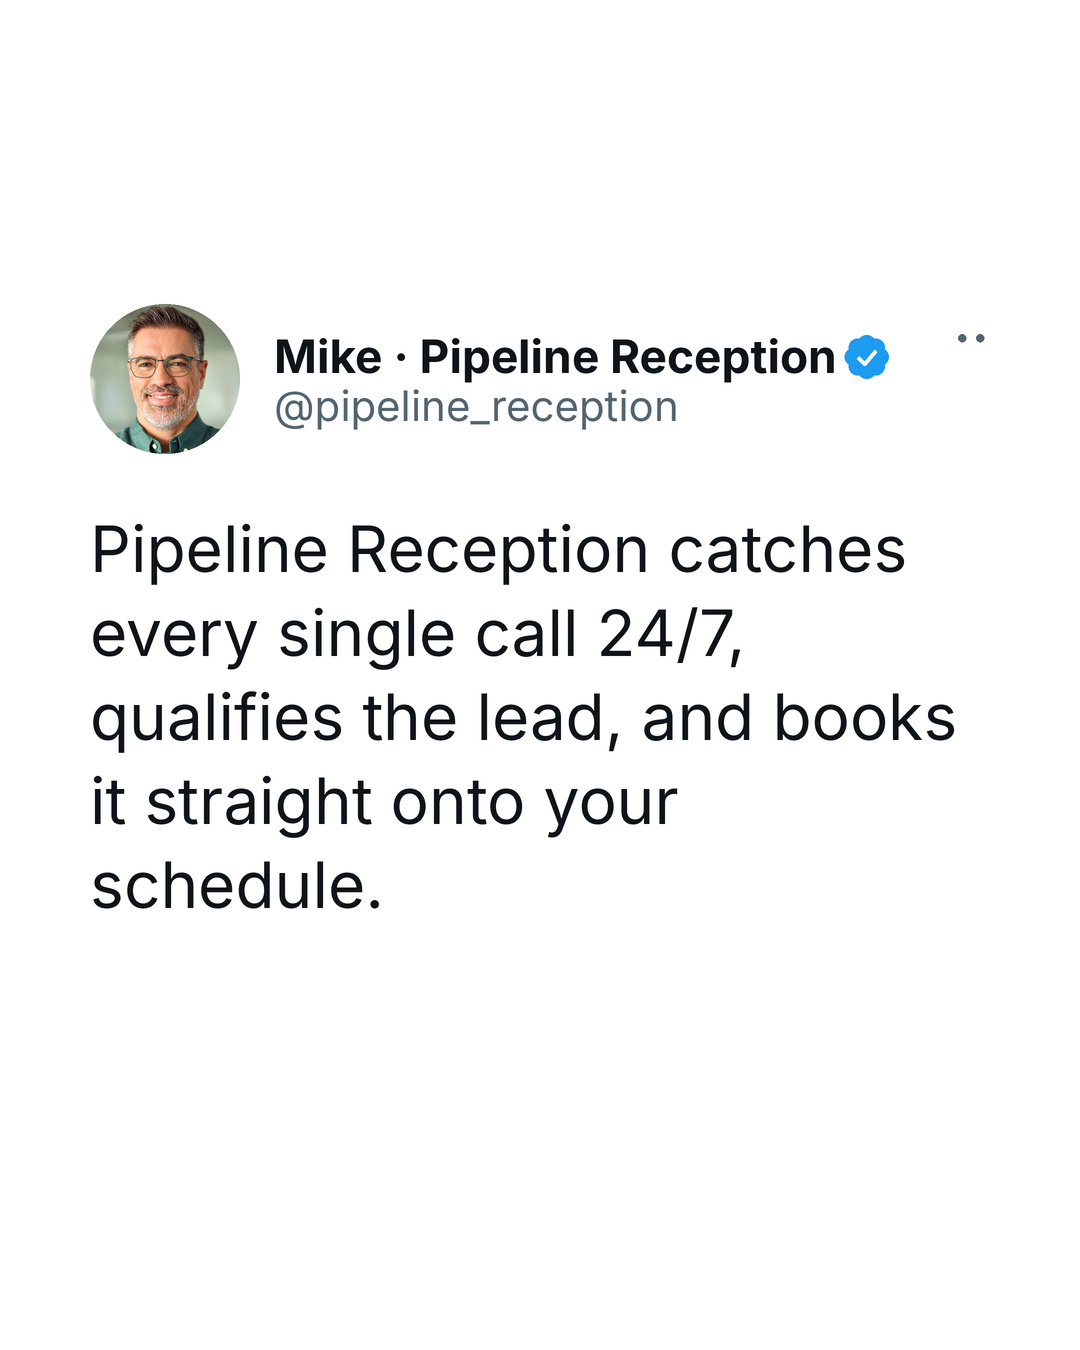 Mike · Pipeline Reception
@pipeline_reception
Pipeline Reception catches
every single call 24/7,
qualifies the lead, and books
it straight onto your
schedule.